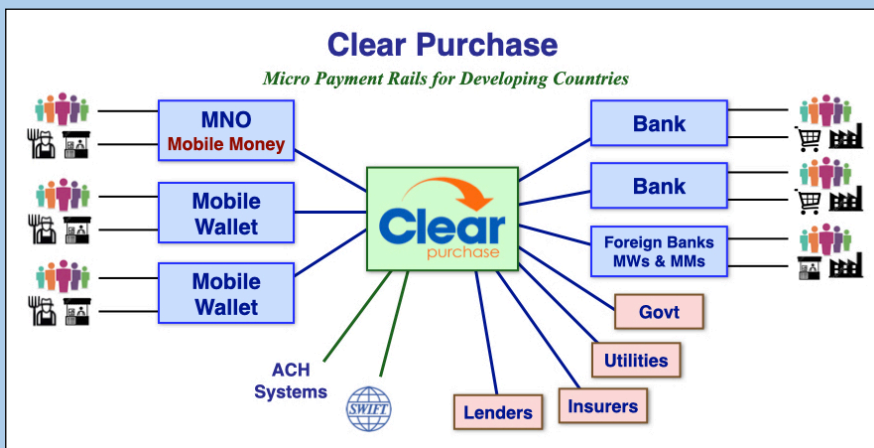 Clear Purchase
Micro Payment Rails for Developing Countries
MNO
Mobile Money
Mobile
Wallet
Mobile
Wallet
Clear
purchase
Bank
Bank
Foreign Banks
MWs & MMs
Govt
Utilities
Insurers
Lenders
SWIFT
ACH
Systems